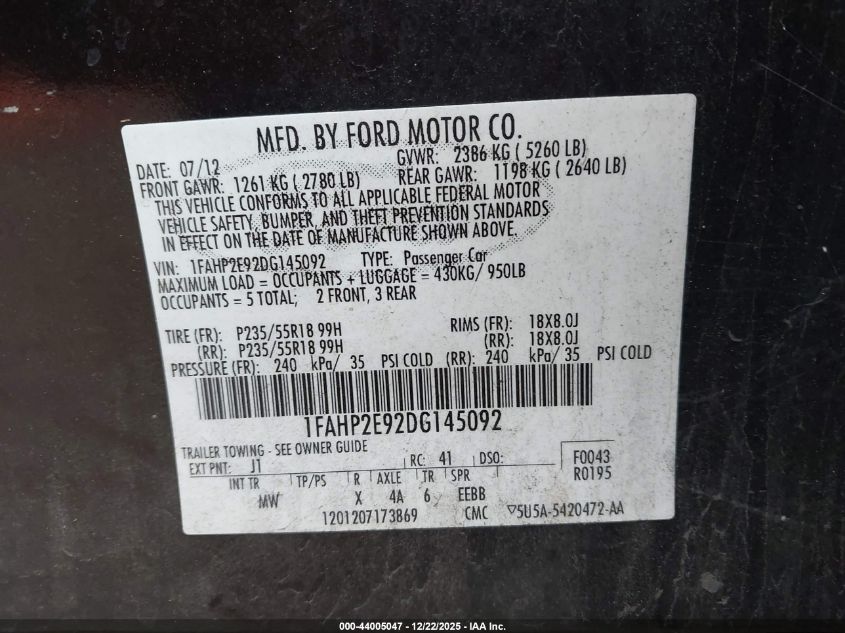 MFD. BY FORD MOTOR CO.
DATE: 07/12 GVWR: 2386 KG ( 5260 LB)
FRONT GAWR: 1261 KG ( 2780 LB) REAR GAWR: 1198 KG ( 2640 LB)
THIS VEHICLE CONFORMS TO ALL APPLICABLE FEDERAL MOTOR
VEHICLE SAFETY, BUMPER, AND THEFT PREVENTION STANDARDS
IN EFFECT ON THE DATE OF MANUFACTURE SHOWN ABOVE.
VIN: 1FAHP2E92DG145092 TYPE: Passenger Car
MAXIMUM LOAD = OCCUPANTS + LUGGAGE = 430KG/ 950LB
OCCUPANTS = 5 TOTAL; 2 FRONT, 3 REAR
TIRE (FR): P235/55R18 99H RIMS (FR): 18X8.0J
(RR): P235/55R18 99H (RR): 18X8.0J
PRESSURE (FR): 240 kPa/ 35 PSI COLD (RR): 240 kPa/ 35 PSI COLD
1FAHP2E92DG145092
TRAILER TOWING - SEE OWNER GUIDE
EXT PNT: J1 RC: 41 DSO: F0043
INT TR TP/PS R AXLE TR SPR R0195
MW X 4A 6 EEBB
1201207173869 CMC ▽5U5A-5420472-AA
000-44005047 - 12/22/2025 - IAA Inc.